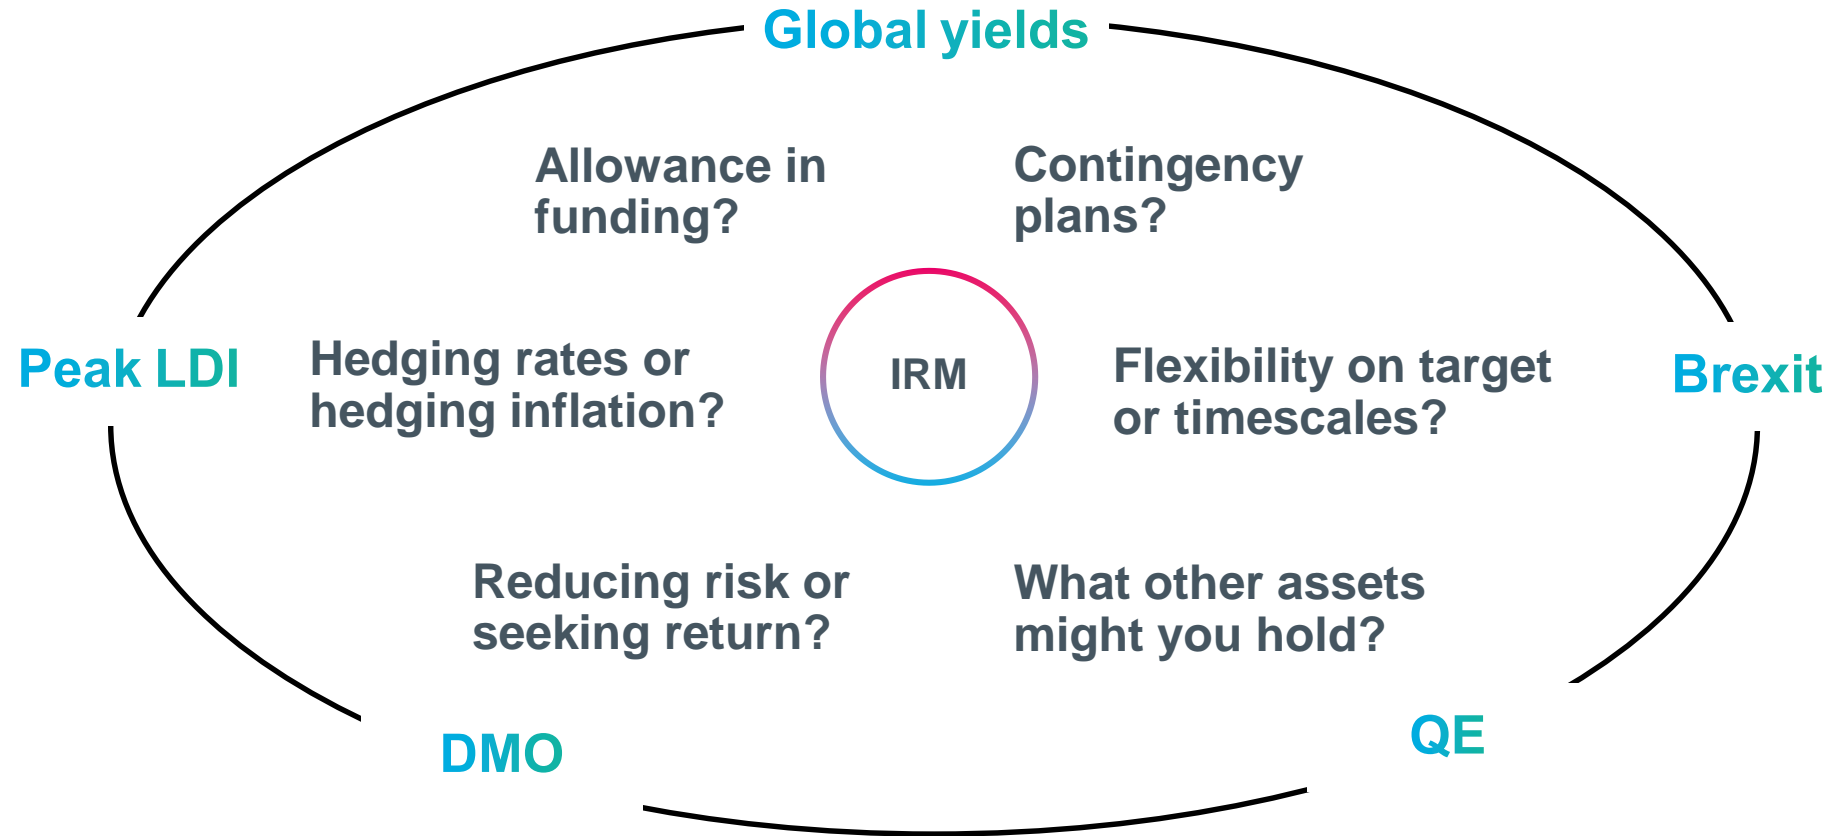 Global yields
Allowance in
funding?
Contingency
plans?
Peak LDI
Hedging rates or
hedging inflation?
IRM
Flexibility on target
or timescales?
Brexit
Reducing risk or
seeking return?
What other assets
might you hold?
DMO
QE